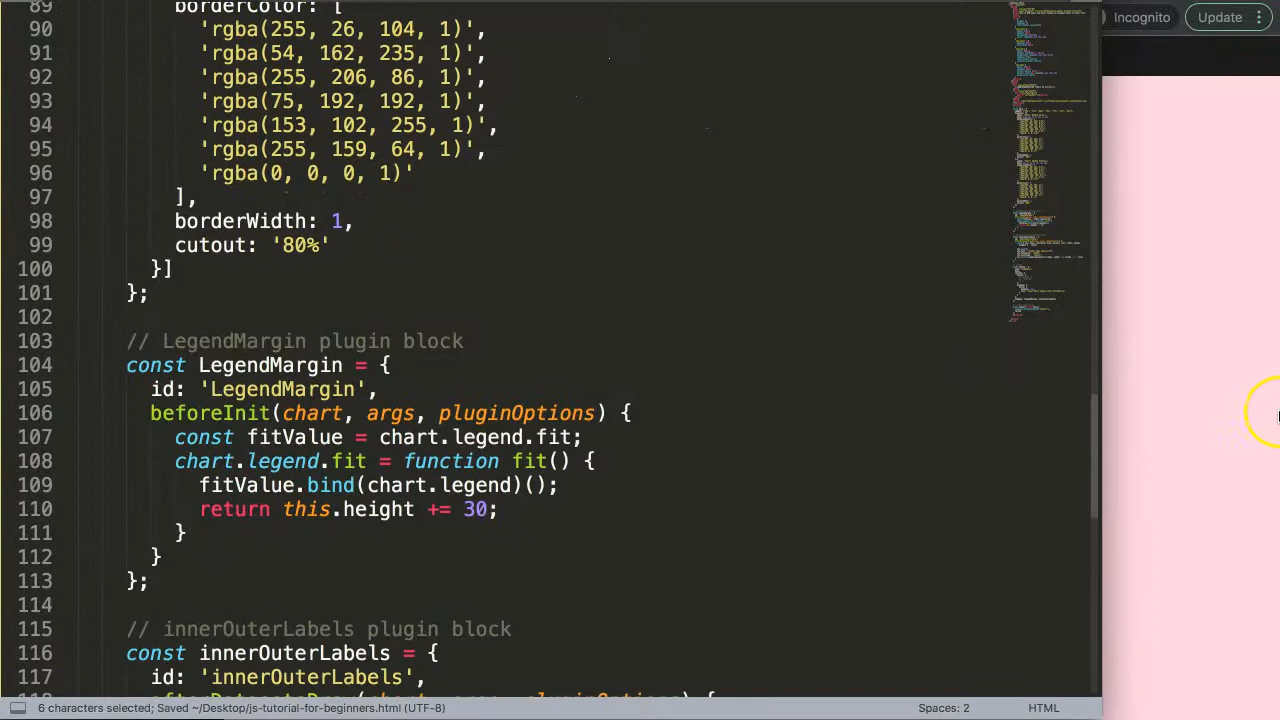 89 borderColor: [
90 'rgba(255, 26, 104, 1)',
91 'rgba(54, 162, 235, 1)',
92 'rgba(255, 206, 86, 1)',
93 'rgba(75, 192, 192, 1)',
94 'rgba(153, 102, 255, 1)',
95 'rgba(255, 159, 64, 1)',
96 'rgba(0, 0, 0, 1)'
97 ],
98 borderWidth: 1,
99 cutout: '80%'
100 }]
101 };
102
103 // LegendMargin plugin block
104 const LegendMargin = {
105 id: 'LegendMargin',
106 beforeInit(chart, args, pluginOptions) {
107 const fitValue = chart.legend.fit;
108 chart.legend.fit = function fit() {
109 fitValue.bind(chart.legend)();
110 return this.height += 30;
111 }
112 }
113 };
114
115 // innerOuterLabels plugin block
116 const innerOuterLabels = {
117 id: 'innerOuterLabels',
118 afterDatasetsDraw(chart, args, pluginOptions) {
6 characters selected; Saved ~/Desktop/js-tutorial-for-beginners.html (UTF-8)
Spaces: 2
HTML
Incognito
Update